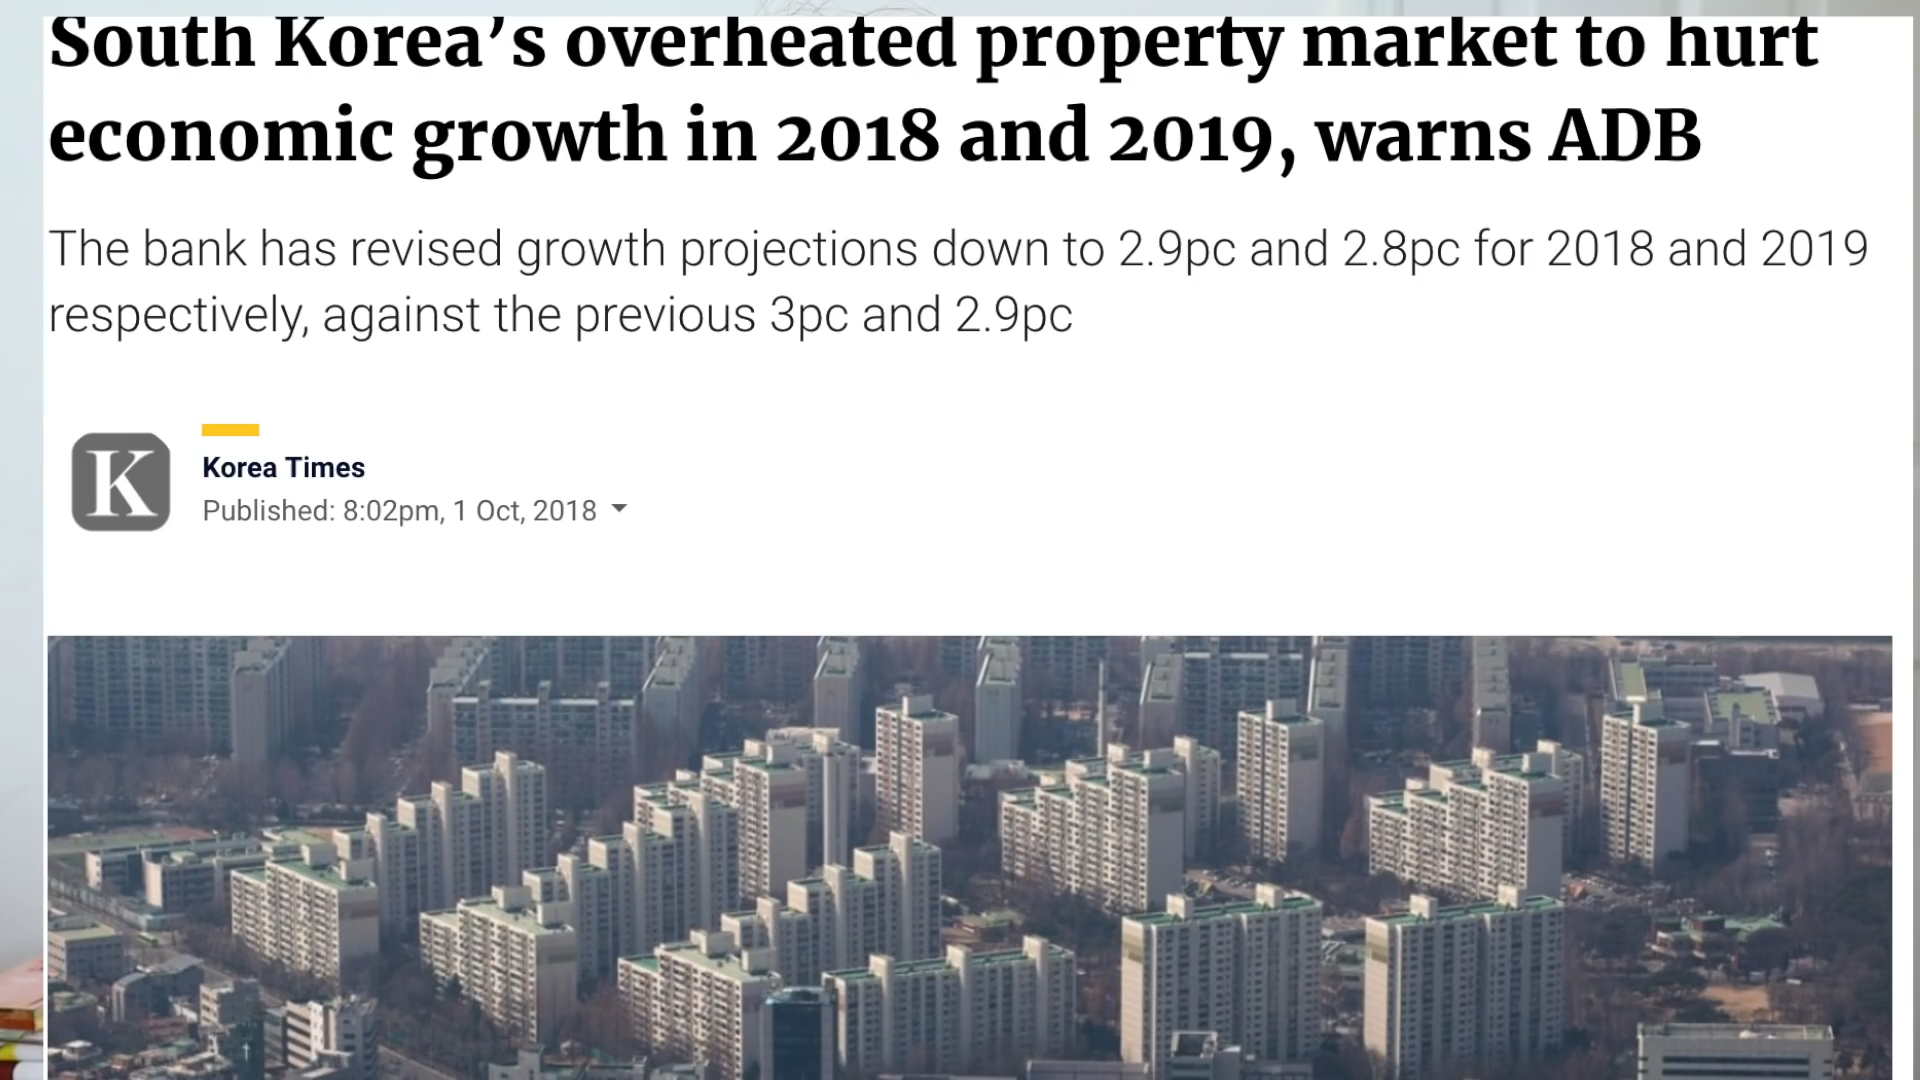 South Korea’s overheated property market to hurt
economic growth in 2018 and 2019, warns ADB
The bank has revised growth projections down to 2.9pc and 2.8pc for 2018 and 2019
respectively, against the previous 3pc and 2.9pc
K
Korea Times
Published: 8:02pm, 1 Oct, 2018